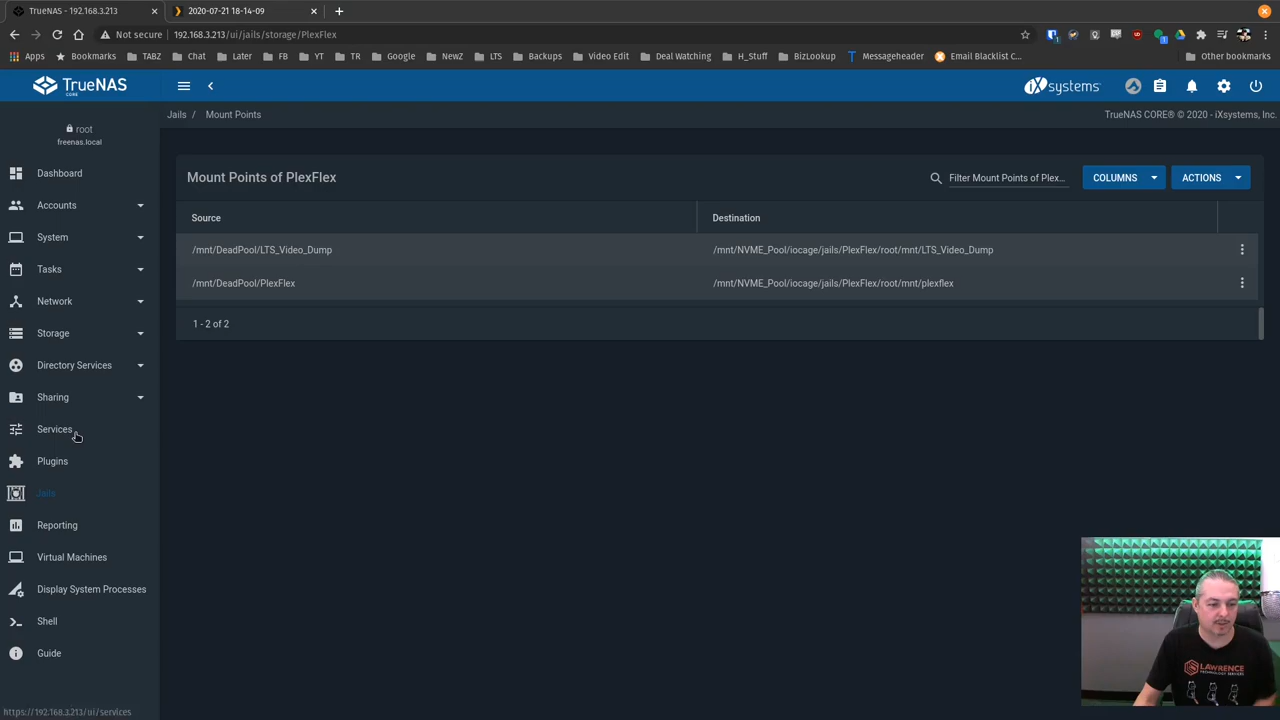 TrueNAS - 192.168.3.213
2020-07-21 18-14-09
Not secure
192.168.3.213/ui/jails/storage/PlexFlex
Apps
Bookmarks
TABZ
Chat
Later
FB
YT
TR
Google
NewZ
LTS
Backups
Video Edit
Deal Watching
H_Stuff
BizLookup
Messageheader
Email Blacklist C...
Other bookmarks
TrueNAS
CORE
iXsystems
root
freenas.local
Jails / Mount Points
TrueNAS CORE® © 2020 - iXsystems, Inc.
Dashboard
Accounts
System
Tasks
Network
Storage
Directory Services
Sharing
Services
Plugins
Jails
Reporting
Virtual Machines
Display System Processes
Shell
Guide
Mount Points of PlexFlex
Filter Mount Points of Plex...
COLUMNS
ACTIONS
Source
Destination
/mnt/DeadPool/LTS_Video_Dump
/mnt/NVME_Pool/iocage/jails/PlexFlex/root/mnt/LTS_Video_Dump
/mnt/DeadPool/PlexFlex
/mnt/NVME_Pool/iocage/jails/PlexFlex/root/mnt/plexflex
1 - 2 of 2
LAWRENCE
TECHNOLOGY SERVICES
https://192.168.3.213/ui/services